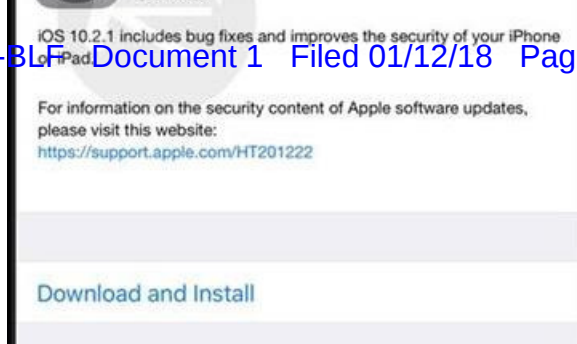 iOS 10.2.1 includes bug fixes and improves the security of your iPhone
or iPad.
-BLF Document 1 Filed 01/12/18 Pag
For information on the security content of Apple software updates,
please visit this website:
https://support.apple.com/HT201222
Download and Install